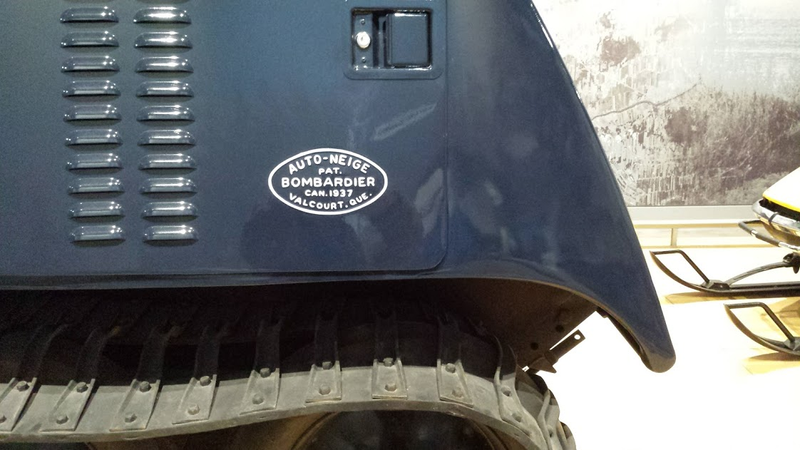 AUTO-NEIGE
PAT.
BOMBARDIER
CAN. 1937
VALCOURT. QUE.